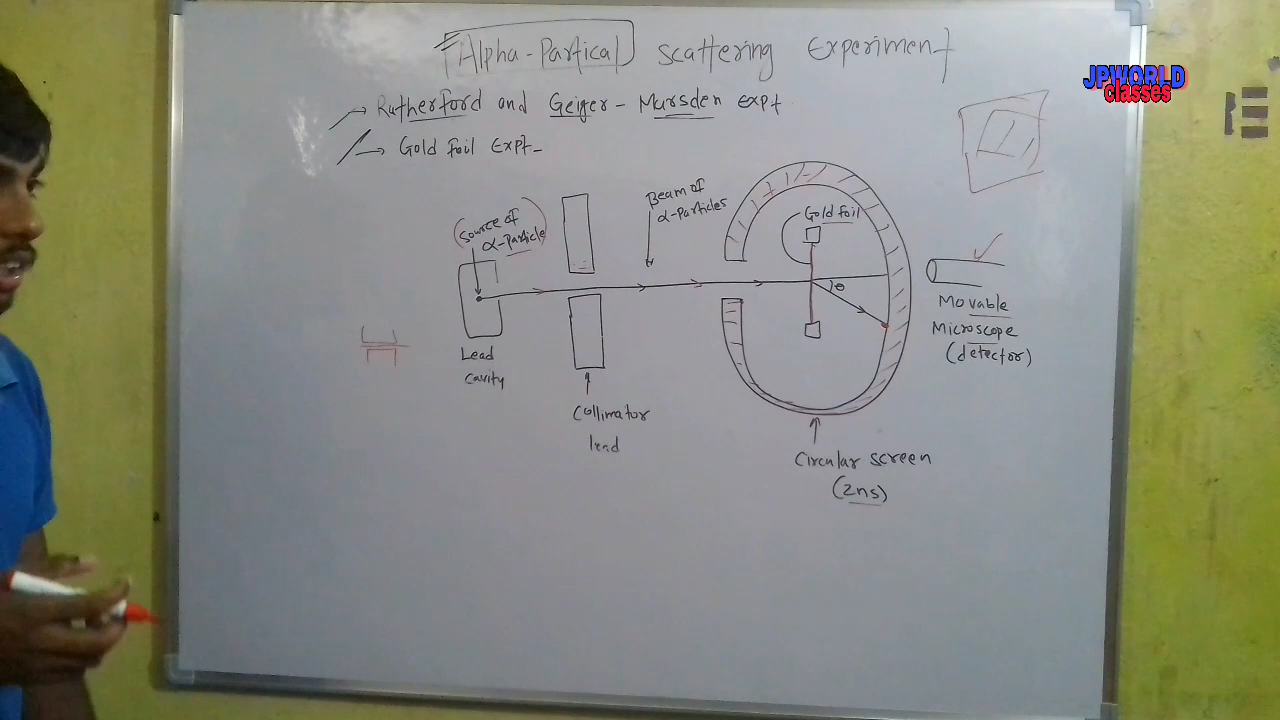 Alpha-Partical scattering Experiment
JPWORLD
classes
→ Rutherford and Geiger - Marsden expt
→ Gold foil Expt-
Source of
α-Particle
Beam of
α-Particles
Gold foil
θ
Movable
Microscope
(detector)
Lead
cavity
Collimator
lead
Circular screen
(Zns)